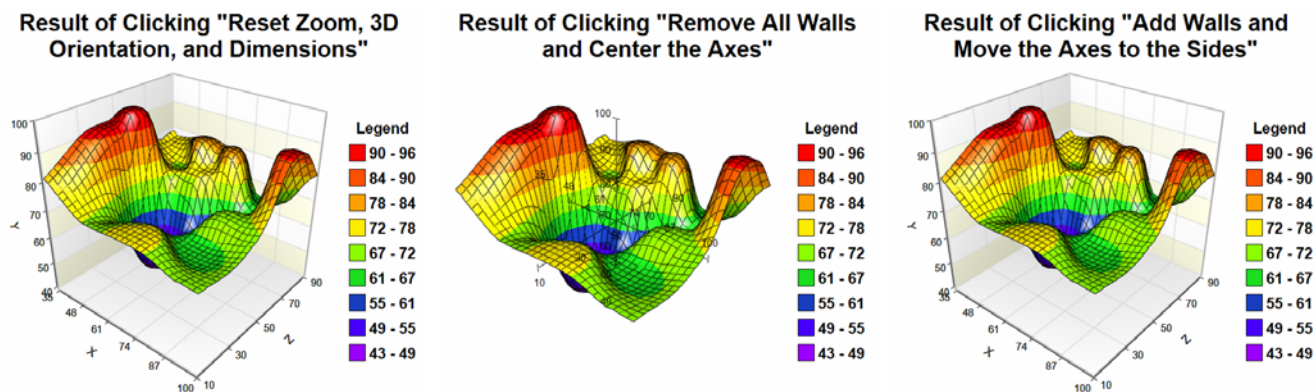 Result of Clicking "Reset Zoom, 3D
Orientation, and Dimensions"
100
90
80
70
60
50
40
Y
35
48
61
74
87
100
X
10
30
50
70
90
Z
Legend
90 - 96
84 - 90
78 - 84
72 - 78
67 - 72
61 - 67
55 - 61
49 - 55
43 - 49
Result of Clicking "Remove All Walls
and Center the Axes"
100
35
48
90
70
100
10
Legend
90 - 96
84 - 90
78 - 84
72 - 78
67 - 72
61 - 67
55 - 61
49 - 55
43 - 49
Result of Clicking "Add Walls and
Move the Axes to the Sides"
100
90
80
70
60
50
40
Y
35
48
61
74
87
100
X
10
30
50
70
90
Z
Legend
90 - 96
84 - 90
78 - 84
72 - 78
67 - 72
61 - 67
55 - 61
49 - 55
43 - 49